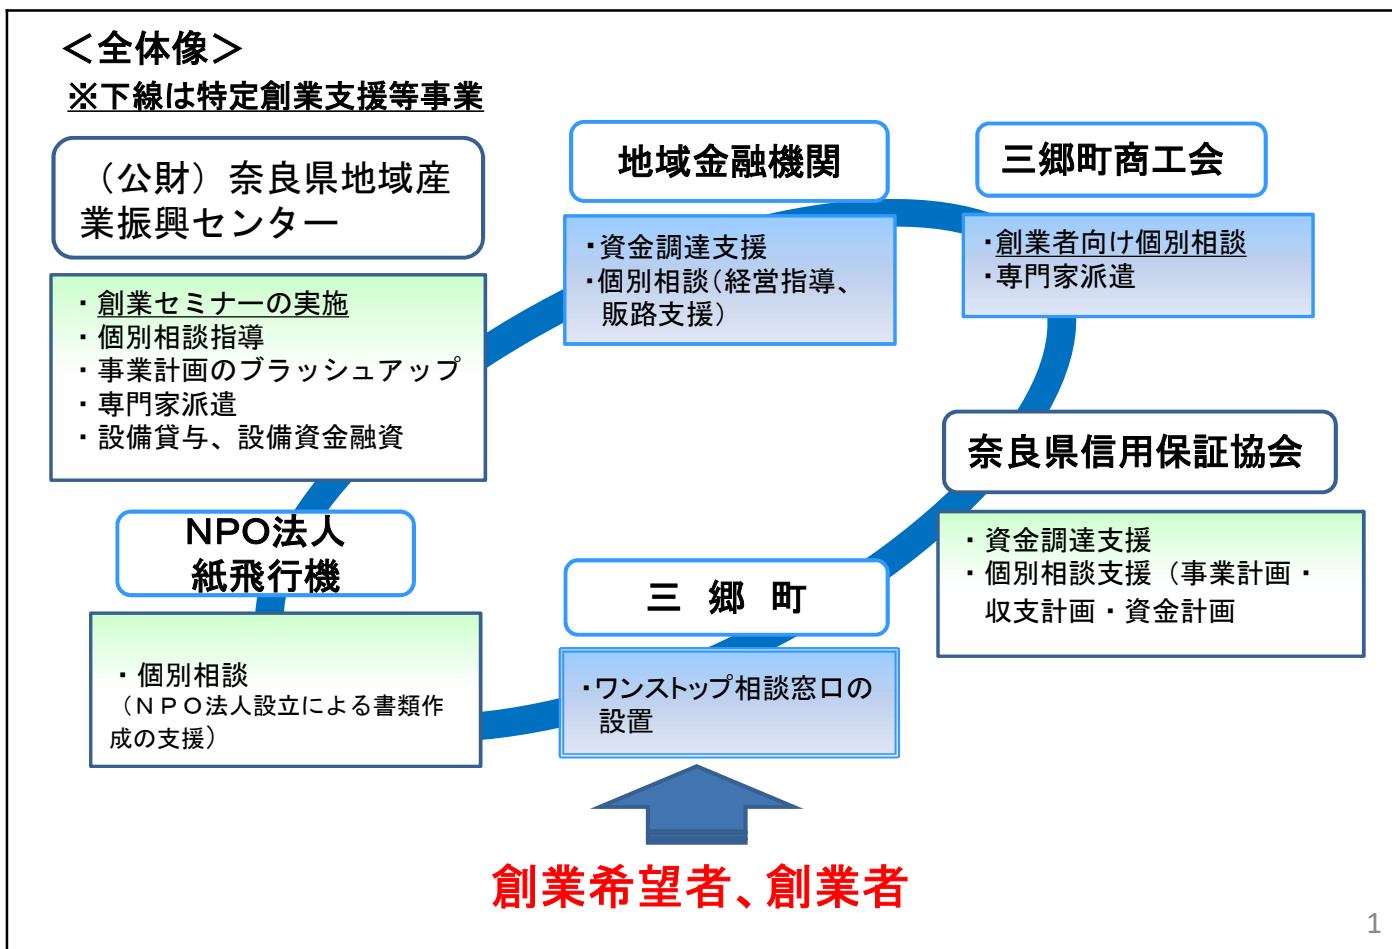 ＜全体像＞
※下線は特定創業支援等事業
（公財）奈良県地域産
業振興センター
・創業セミナーの実施
・個別相談指導
・事業計画のブラッシュアップ
・専門家派遣
・設備貸与、設備資金融資
地域金融機関
・資金調達支援
・個別相談（経営指導、
販路支援）
三郷町商工会
・創業者向け個別相談
・専門家派遣
奈良県信用保証協会
・資金調達支援
・個別相談支援（事業計画・
収支計画・資金計画
NPO法人
紙飛行機
・個別相談
（ＮＰＯ法人設立による書類作
成の支援）
三　郷　町
・ワンストップ相談窓口の
設置
創業希望者、創業者
1